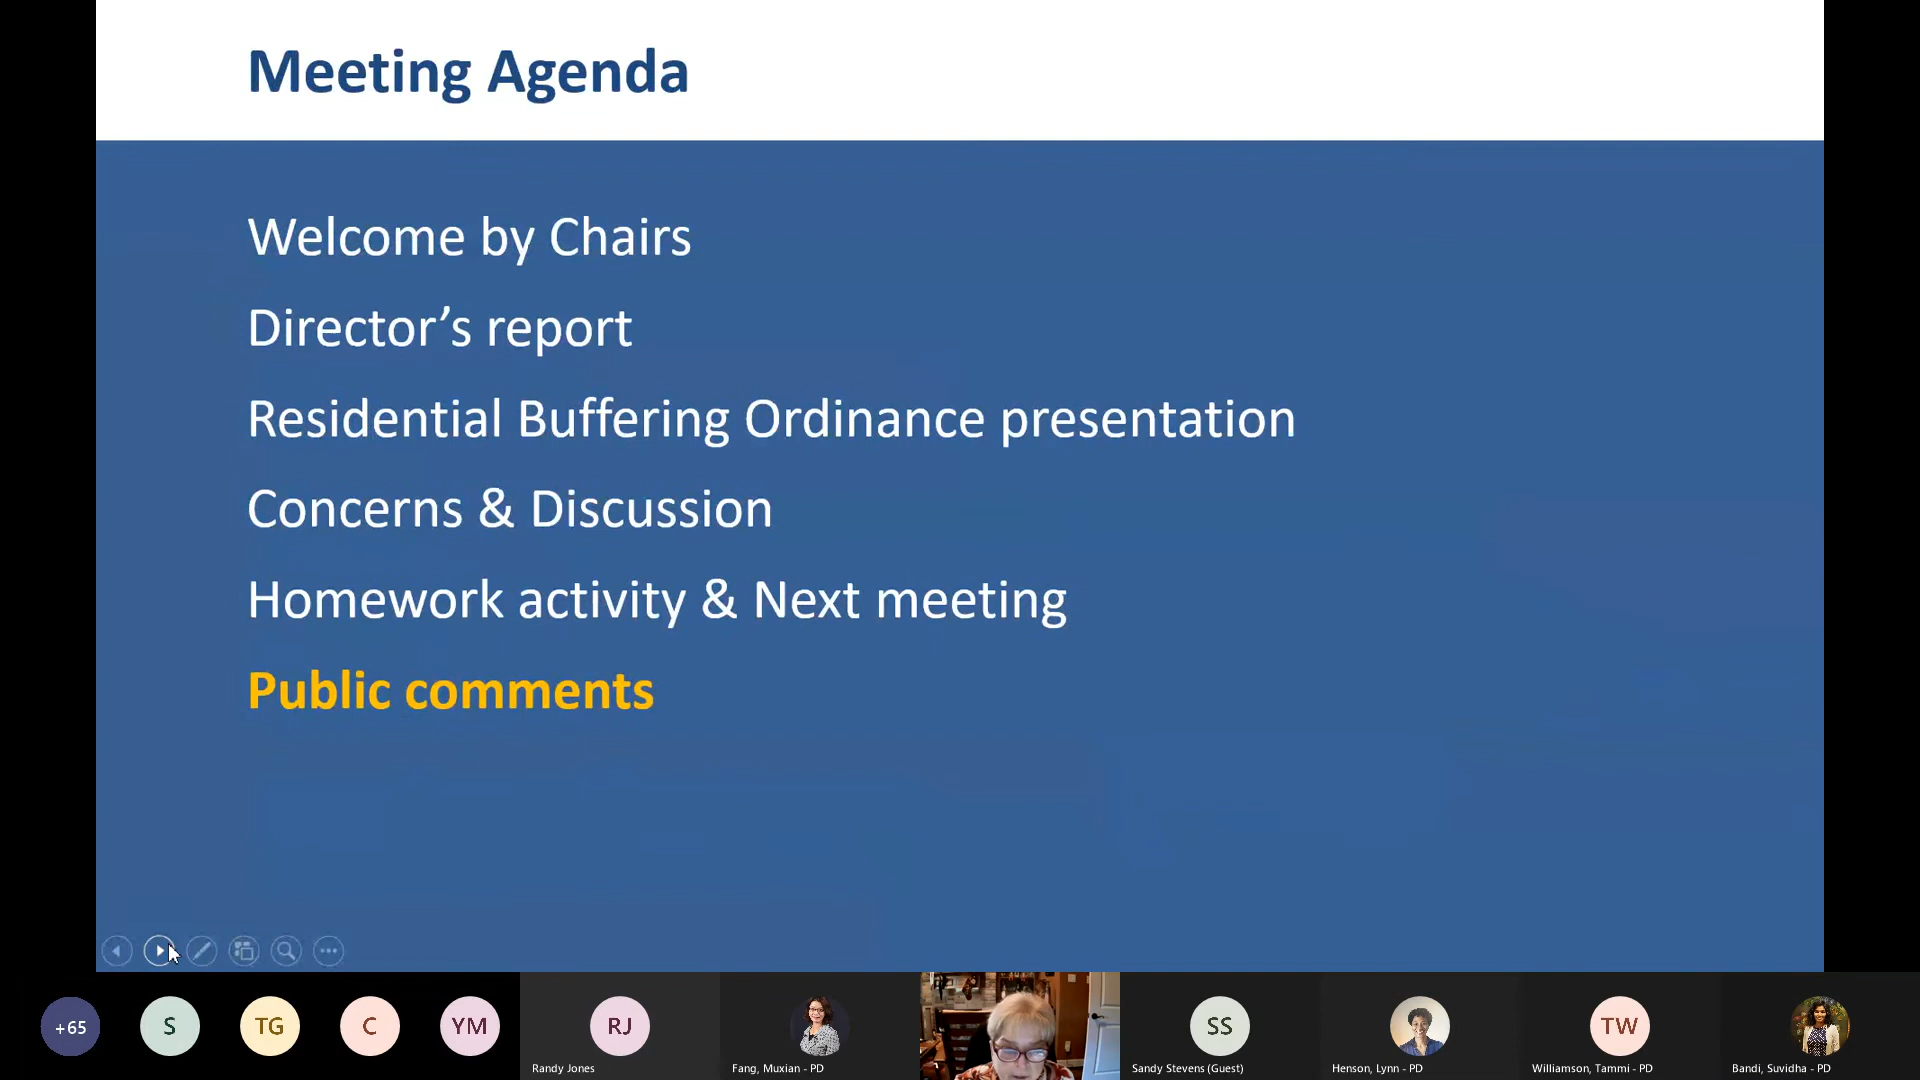 Meeting Agenda
Welcome by Chairs
Director’s report
Residential Buffering Ordinance presentation
Concerns & Discussion
Homework activity & Next meeting
Public comments
+65
S
TG
C
YM
RJ
SS
TW
Randy Jones
Fang, Muxian - PD
Sandy Stevens (Guest)
Henson, Lynn - PD
Williamson, Tammi - PD
Bandi, Suvidha - PD